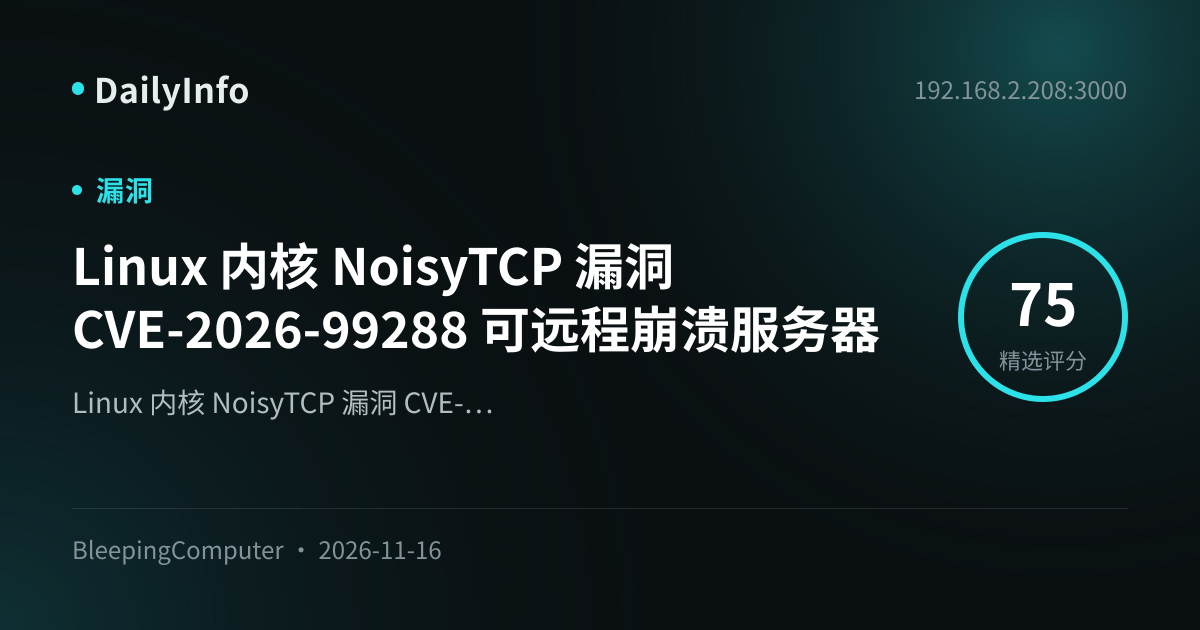 DailyInfo
192.168.2.208:3000
漏洞
Linux 内核 NoisyTCP 漏洞
CVE-2026-99288 可远程崩溃服务器
75
精选评分
Linux 内核 NoisyTCP 漏洞 CVE-…
BleepingComputer · 2026-11-16